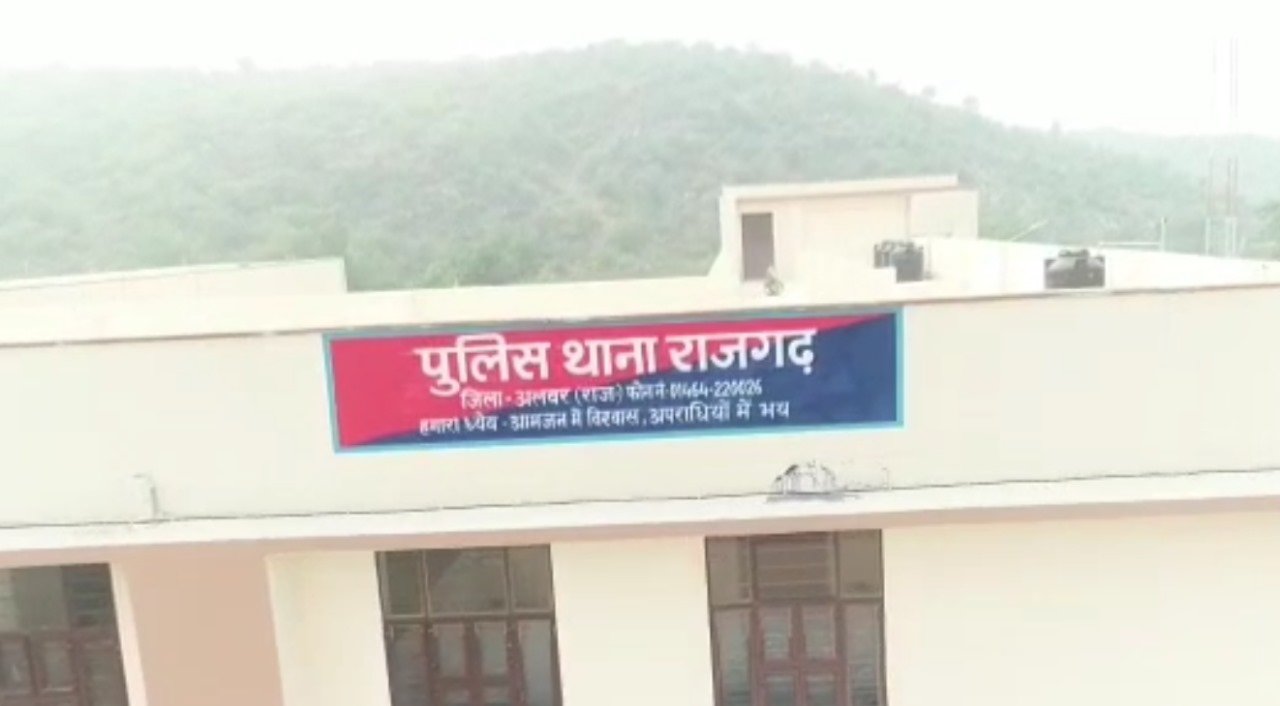 पुलिस थाना राजगढ़
जिला - अलवर (राज) फोन नं- 01464-220026
हमारा ध्येय - आमजन में विश्वास, अपराधियों में भय